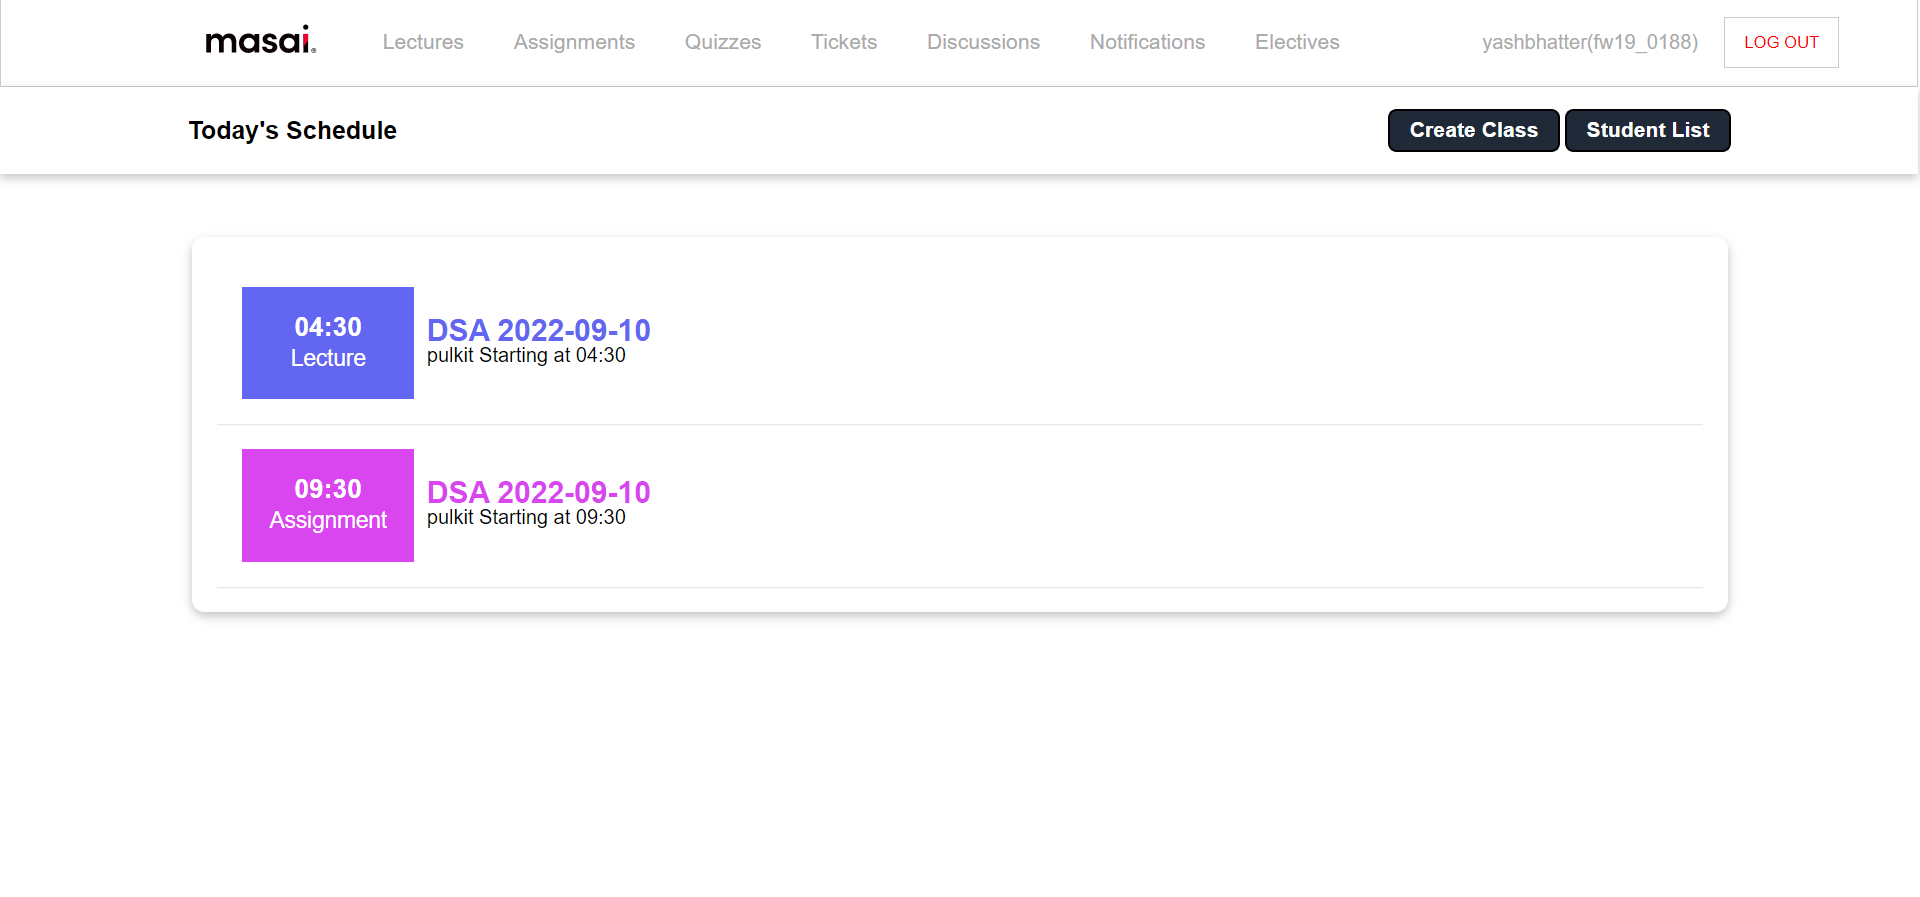 masai. Lectures Assignments Quizzes Tickets Discussions Notifications Electives yashbhatter(fw19_0188) LOG OUT
Today's Schedule Create Class Student List
04:30
Lecture
DSA 2022-09-10
pulkit Starting at 04:30
09:30
Assignment
DSA 2022-09-10
pulkit Starting at 09:30